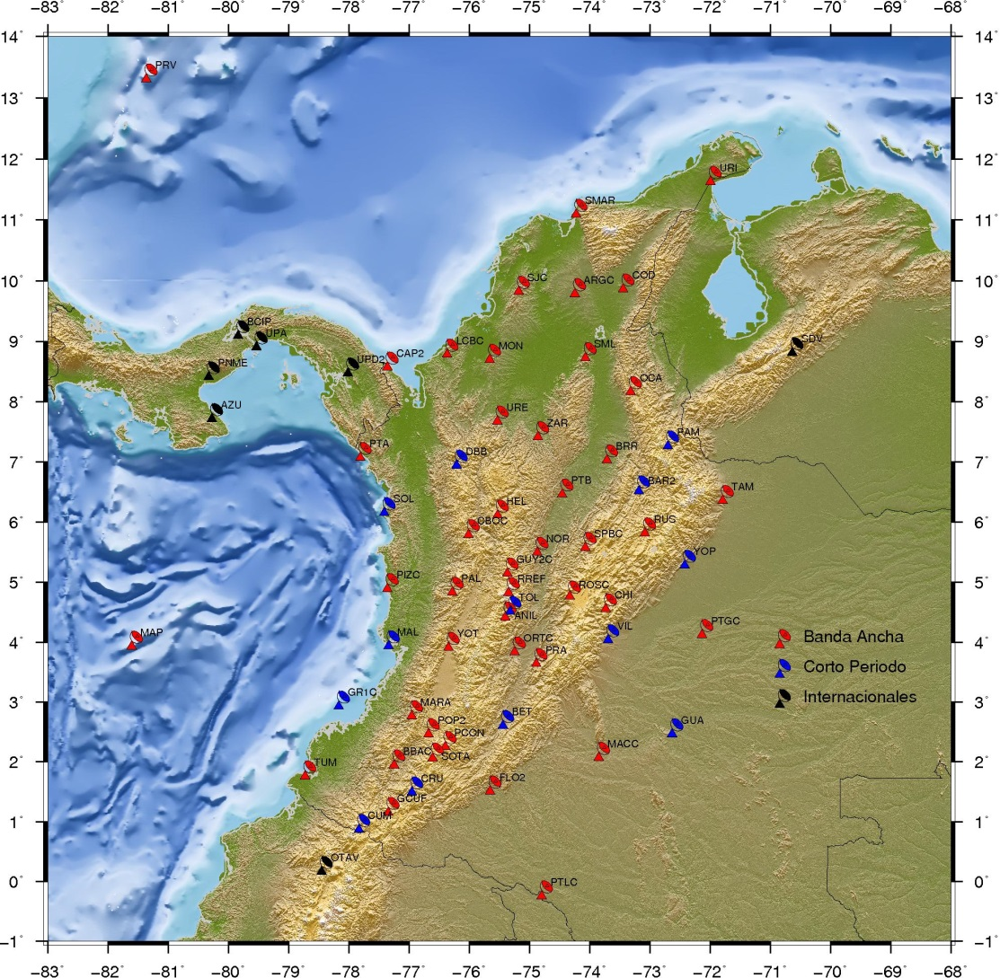 −83° −82° −81° −80° −79° −78° −77° −76° −75° −74° −73° −72° −71° −70° −69° −68°
14° 14°
PRV
13° 13°
12° 12°
URI
SMAR
11° 11°
SJC ARGC COD
10° 10°
BCIP
UPA
LCBC MON SML SDV
9° 9°
PNME UPD2 CAP2
OCA
8° 8°
AZU URE
ZAR
PAM
PTA DBB BRR
7° 7°
PTB BAR2 TAM
SOL HEL
6° 6°
CBOC RUS
NOR SPBC
GUY2C YOP
5° 5°
PIZC PAL RREF ROSC
TOL CHI
ANIL
MAP MAL YOT ORTC VIL PTGC
4° 4°
PRA
Banda Ancha
Corto Periodo
Internacionales
GR1C
3° 3°
MARA BET
POP2 GUA
PCON
BBAC SOTA MACC
2° 2°
TUM
CRU FLO2
GCUF
CUM
1° 1°
OTAV
0° 0°
PTLC
−1° −1°
−83° −82° −81° −80° −79° −78° −77° −76° −75° −74° −73° −72° −71° −70° −69° −68°